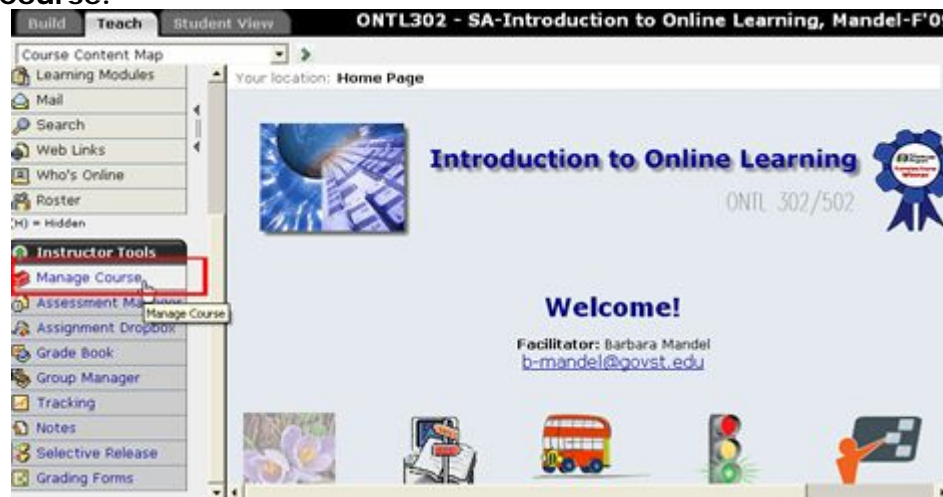 course.
Build Teach Student View ONTL302 - SA-Introduction to Online Learning, Mandel-F'0
Course Content Map
Learning Modules
Your location: Home Page
Mail
Search
Web Links
Who's Online
Roster
(H) = Hidden
Introduction to Online Learning
ONTL 302/502
Instructor Tools
Manage Course
Assessment Manager
Manage Course
Assignment Dropbox
Grade Book
Group Manager
Tracking
Notes
Selective Release
Grading Forms
Welcome!
Facilitator: Barbara Mandel
b-mandel@govst.edu